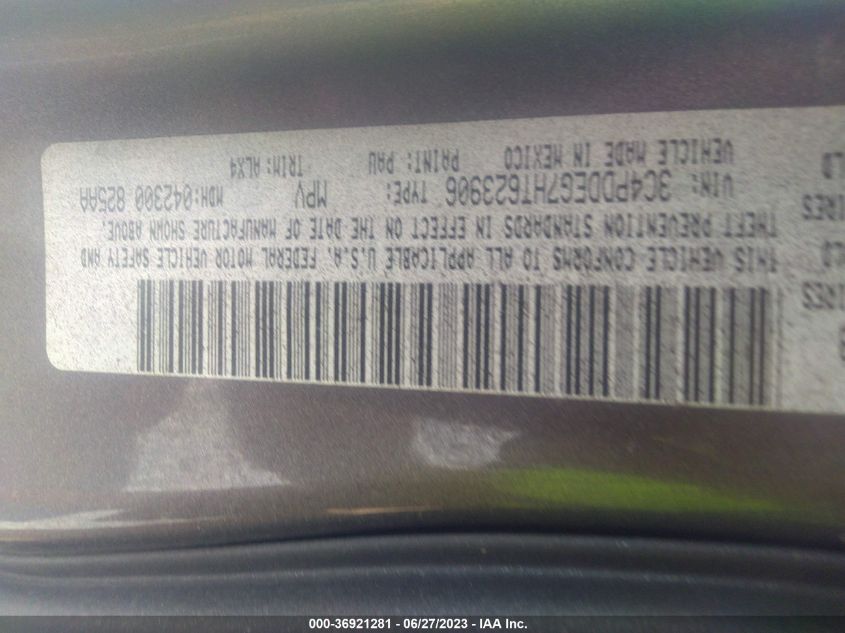 THIS VEHICLE CONFORMS TO ALL APPLICABLE U.S.A. FEDERAL MOTOR VEHICLE SAFETY AND
THEFT PREVENTION STANDARDS IN EFFECT ON THE DATE OF MANUFACTURE SHOWN ABOVE.
VIN: 3C4PDDEG7HT623906 TYPE: MPV MDH:042300 825AA
VEHICLE MADE IN MEXICO PAINT: PAU TRIM: ALX4
000-36921281 - 06/27/2023 - © IAA Inc.